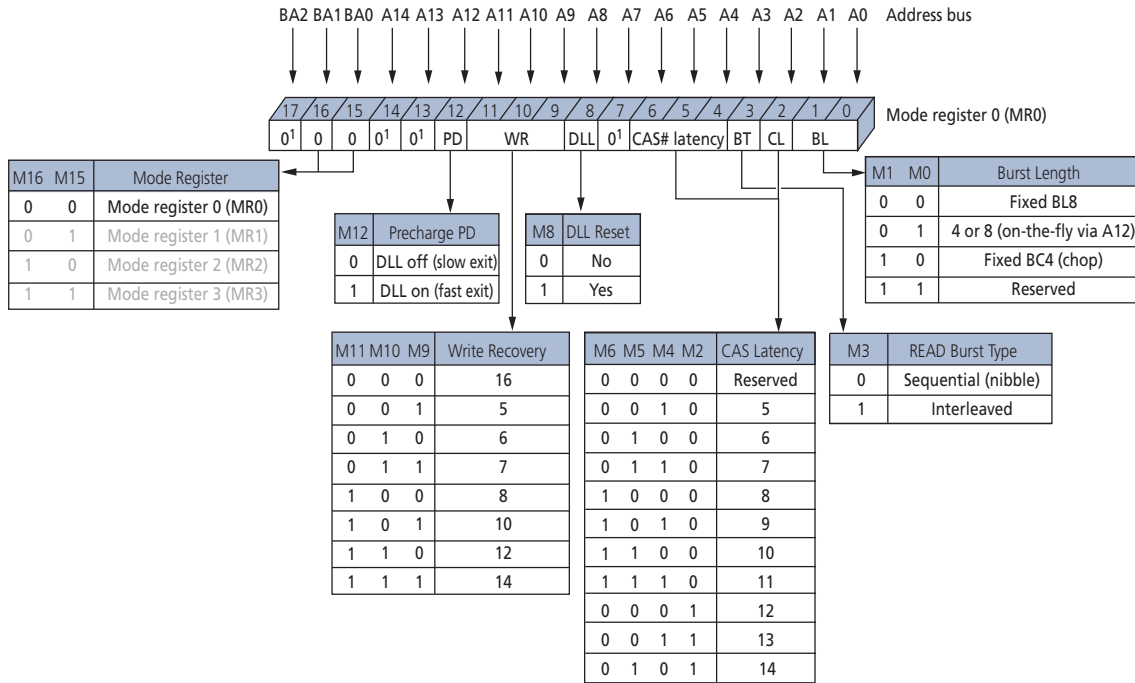 BA2 BA1 BA0 A14 A13 A12 A11 A10 A9 A8 A7 A6 A5 A4 A3 A2 A1 A0 Address bus
17 16 15 14 13 12 11 10 9 8 7 6 5 4 3 2 1 0 Mode register 0 (MR0)
0¹ 0 0 0¹ 0¹ PD WR DLL 0¹ CAS# latency BT CL BL
M16 M15 Mode Register
0 0 Mode register 0 (MR0)
0 1 Mode register 1 (MR1)
1 0 Mode register 2 (MR2)
1 1 Mode register 3 (MR3)
M12 Precharge PD
0 DLL off (slow exit)
1 DLL on (fast exit)
M8 DLL Reset
0 No
1 Yes
M1 M0 Burst Length
0 0 Fixed BL8
0 1 4 or 8 (on-the-fly via A12)
1 0 Fixed BC4 (chop)
1 1 Reserved
M11 M10 M9 Write Recovery
0 0 0 16
0 0 1 5
0 1 0 6
0 1 1 7
1 0 0 8
1 0 1 10
1 1 0 12
1 1 1 14
M6 M5 M4 M2 CAS Latency
0 0 0 0 Reserved
0 0 1 0 5
0 1 0 0 6
0 1 1 0 7
1 0 0 0 8
1 0 1 0 9
1 1 0 0 10
1 1 1 0 11
0 0 0 1 12
0 0 1 1 13
0 1 0 1 14
M3 READ Burst Type
0 Sequential (nibble)
1 Interleaved